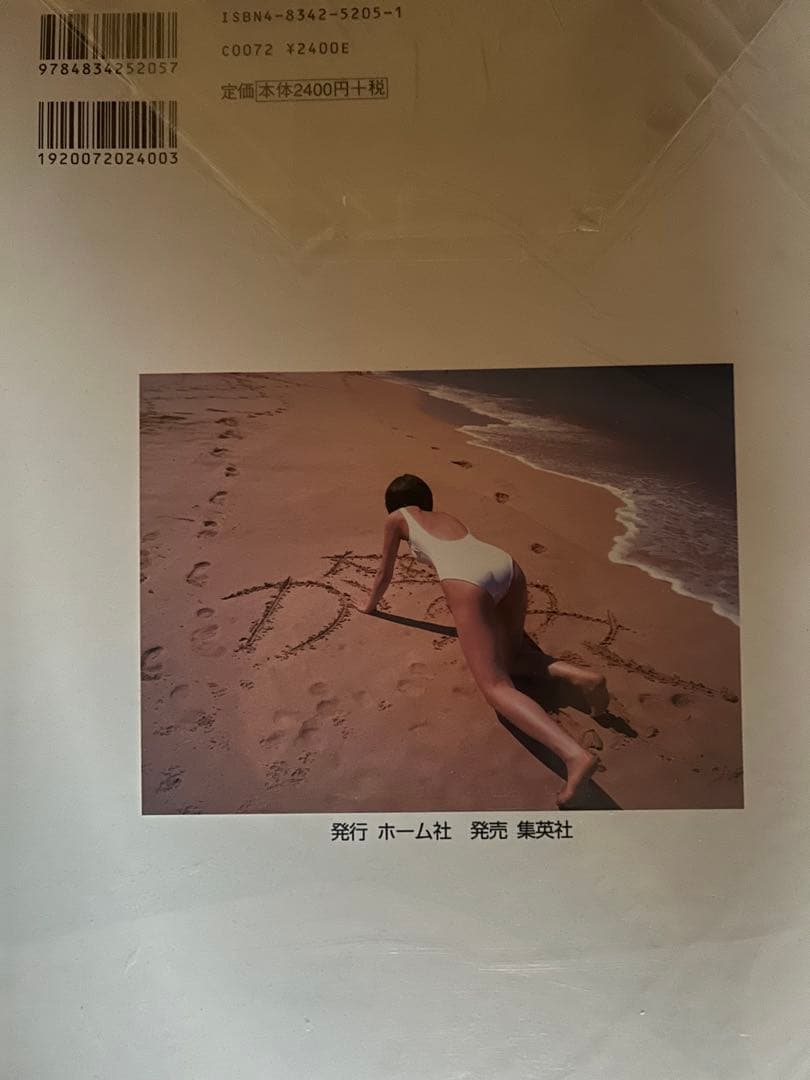 9784834252057
1920072024003
ISBN4-8342-5205-1
C0072 ¥2400E
定価本体2400円+税
発行 ホーム社 発売 集英社